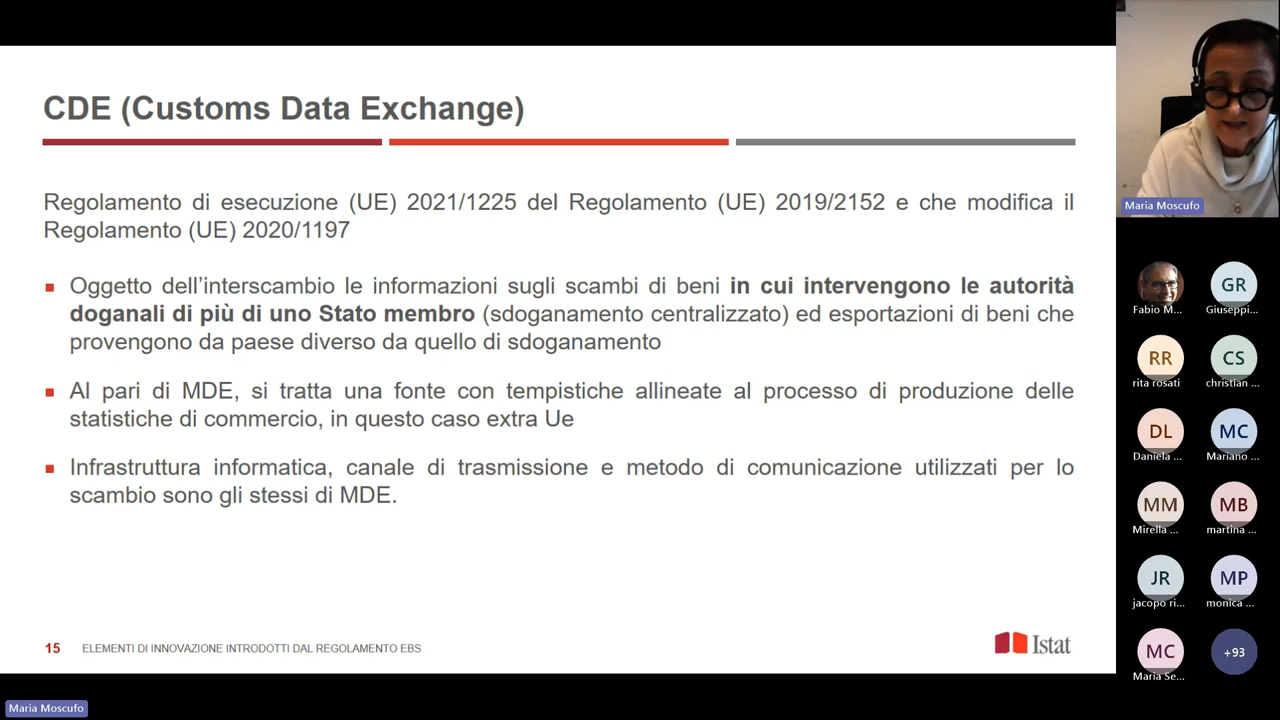 CDE (Customs Data Exchange)
Regolamento di esecuzione (UE) 2021/1225 del Regolamento (UE) 2019/2152 e che modifica il
Regolamento (UE) 2020/1197
Oggetto dell'interscambio le informazioni sugli scambi di beni in cui intervengono le autorità
doganali di più di uno Stato membro (sdoganamento centralizzato) ed esportazioni di beni che
provengono da paese diverso da quello di sdoganamento
Al pari di MDE, si tratta una fonte con tempistiche allineate al processo di produzione delle
statistiche di commercio, in questo caso extra Ue
Infrastruttura informatica, canale di trasmissione e metodo di comunicazione utilizzati per lo
scambio sono gli stessi di MDE.
15 ELEMENTI DI INNOVAZIONE INTRODOTTI DAL REGOLAMENTO EBS
Istat
Maria Moscufo
Maria Moscufo
Fabio M...
GR
Giuseppi...
RR
rita rosati
CS
christian ...
DL
Daniela ...
MC
Mariano ...
MM
Mirella ...
MB
martina ...
JR
jacopo ri...
MP
monica ...
MC
Maria Se...
+93